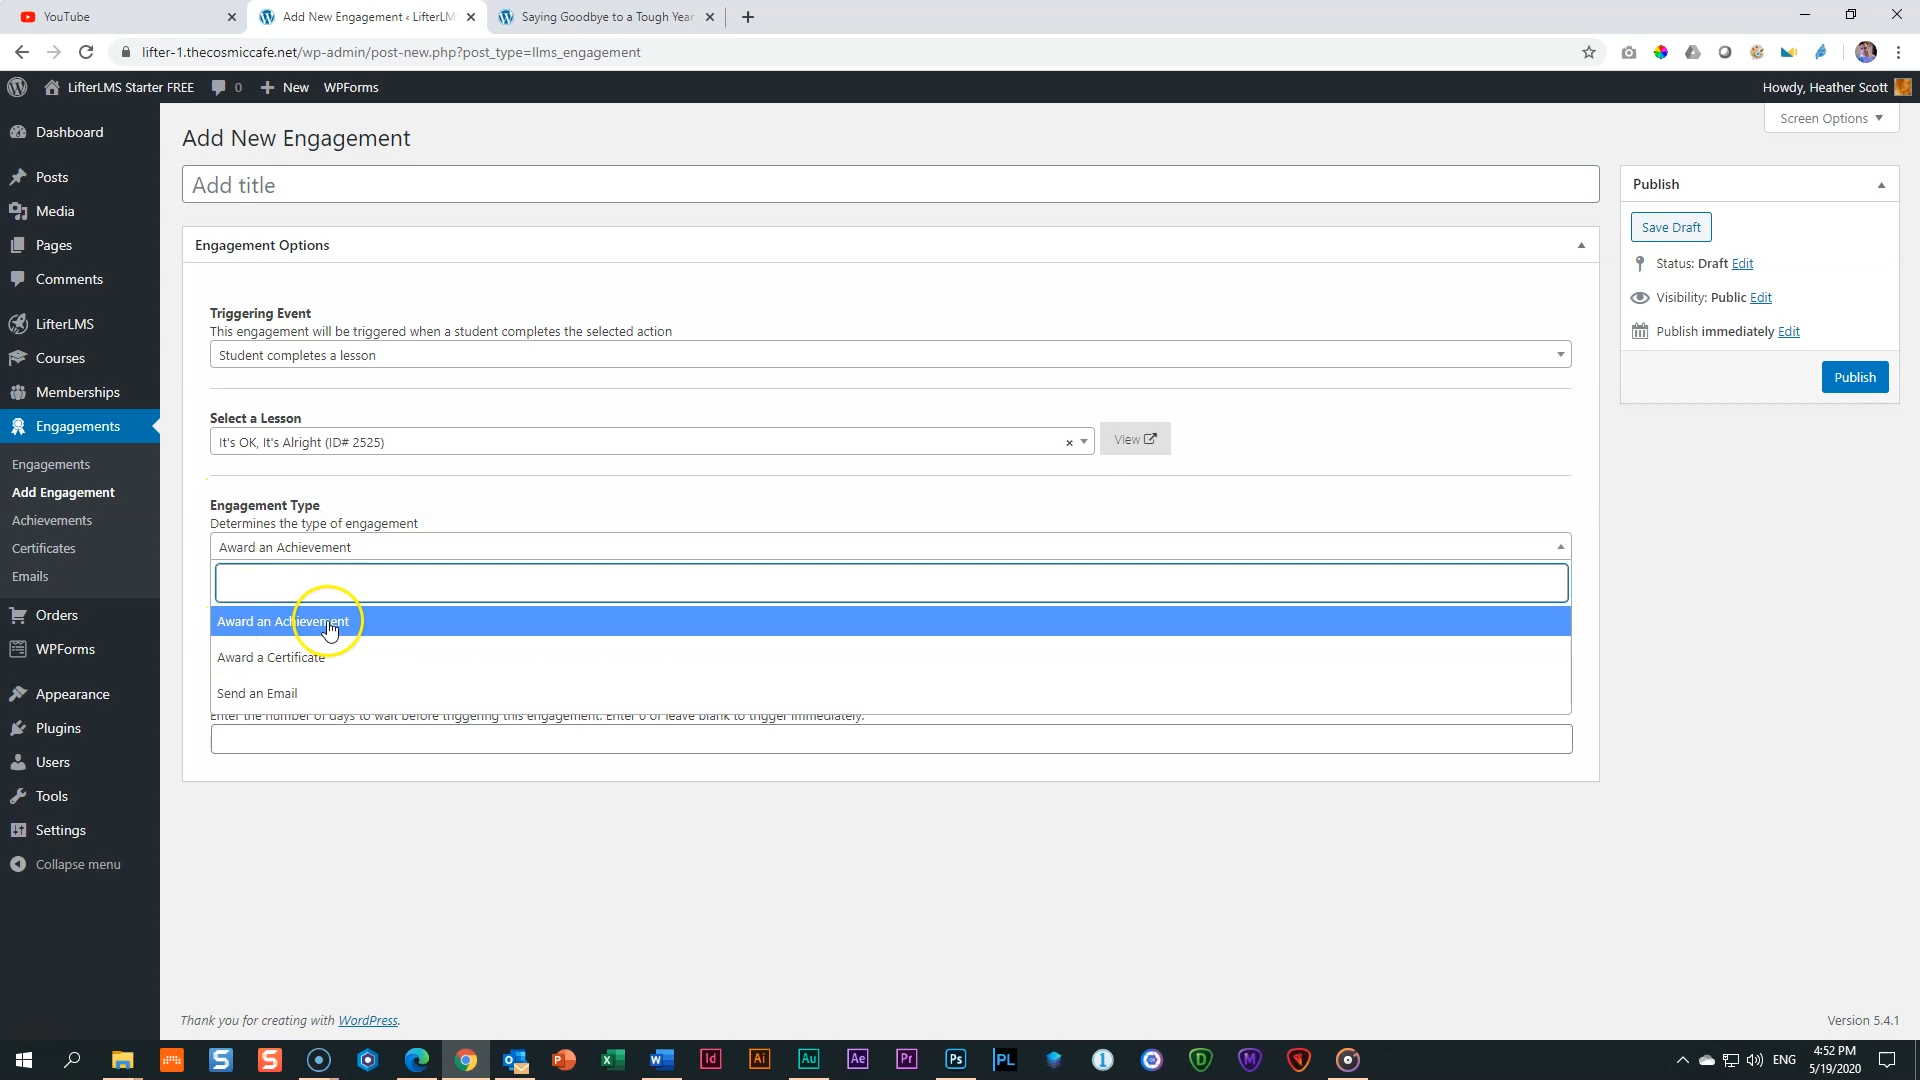 YouTube
Add New Engagement ‹ LifterLM
Saying Goodbye to a Tough Year
lifter-1.thecosmiccafe.net/wp-admin/post-new.php?post_type=llms_engagement
LifterLMS Starter FREE 0 New WPForms
Howdy, Heather Scott
Screen Options
Dashboard
Posts
Media
Pages
Comments
LifterLMS
Courses
Memberships
Engagements
Engagements
Add Engagement
Achievements
Certificates
Emails
Orders
WPForms
Appearance
Plugins
Users
Tools
Settings
Collapse menu
Add New Engagement
Add title
Engagement Options
Triggering Event
This engagement will be triggered when a student completes the selected action
Student completes a lesson
Select a Lesson
It's OK, It's Alright (ID# 2525) ×
View
Engagement Type
Determines the type of engagement
Award an Achievement
Award an Achievement
Award a Certificate
Send an Email
Enter the number of days to wait before triggering this engagement. Enter 0 or leave blank to trigger immediately.
Publish
Save Draft
Status: Draft Edit
Visibility: Public Edit
Publish immediately Edit
Publish
Thank you for creating with WordPress.
Version 5.4.1
S S P X W Id Ai Au Ae Pr Ps PL 1 D M
ENG
4:52 PM
5/19/2020